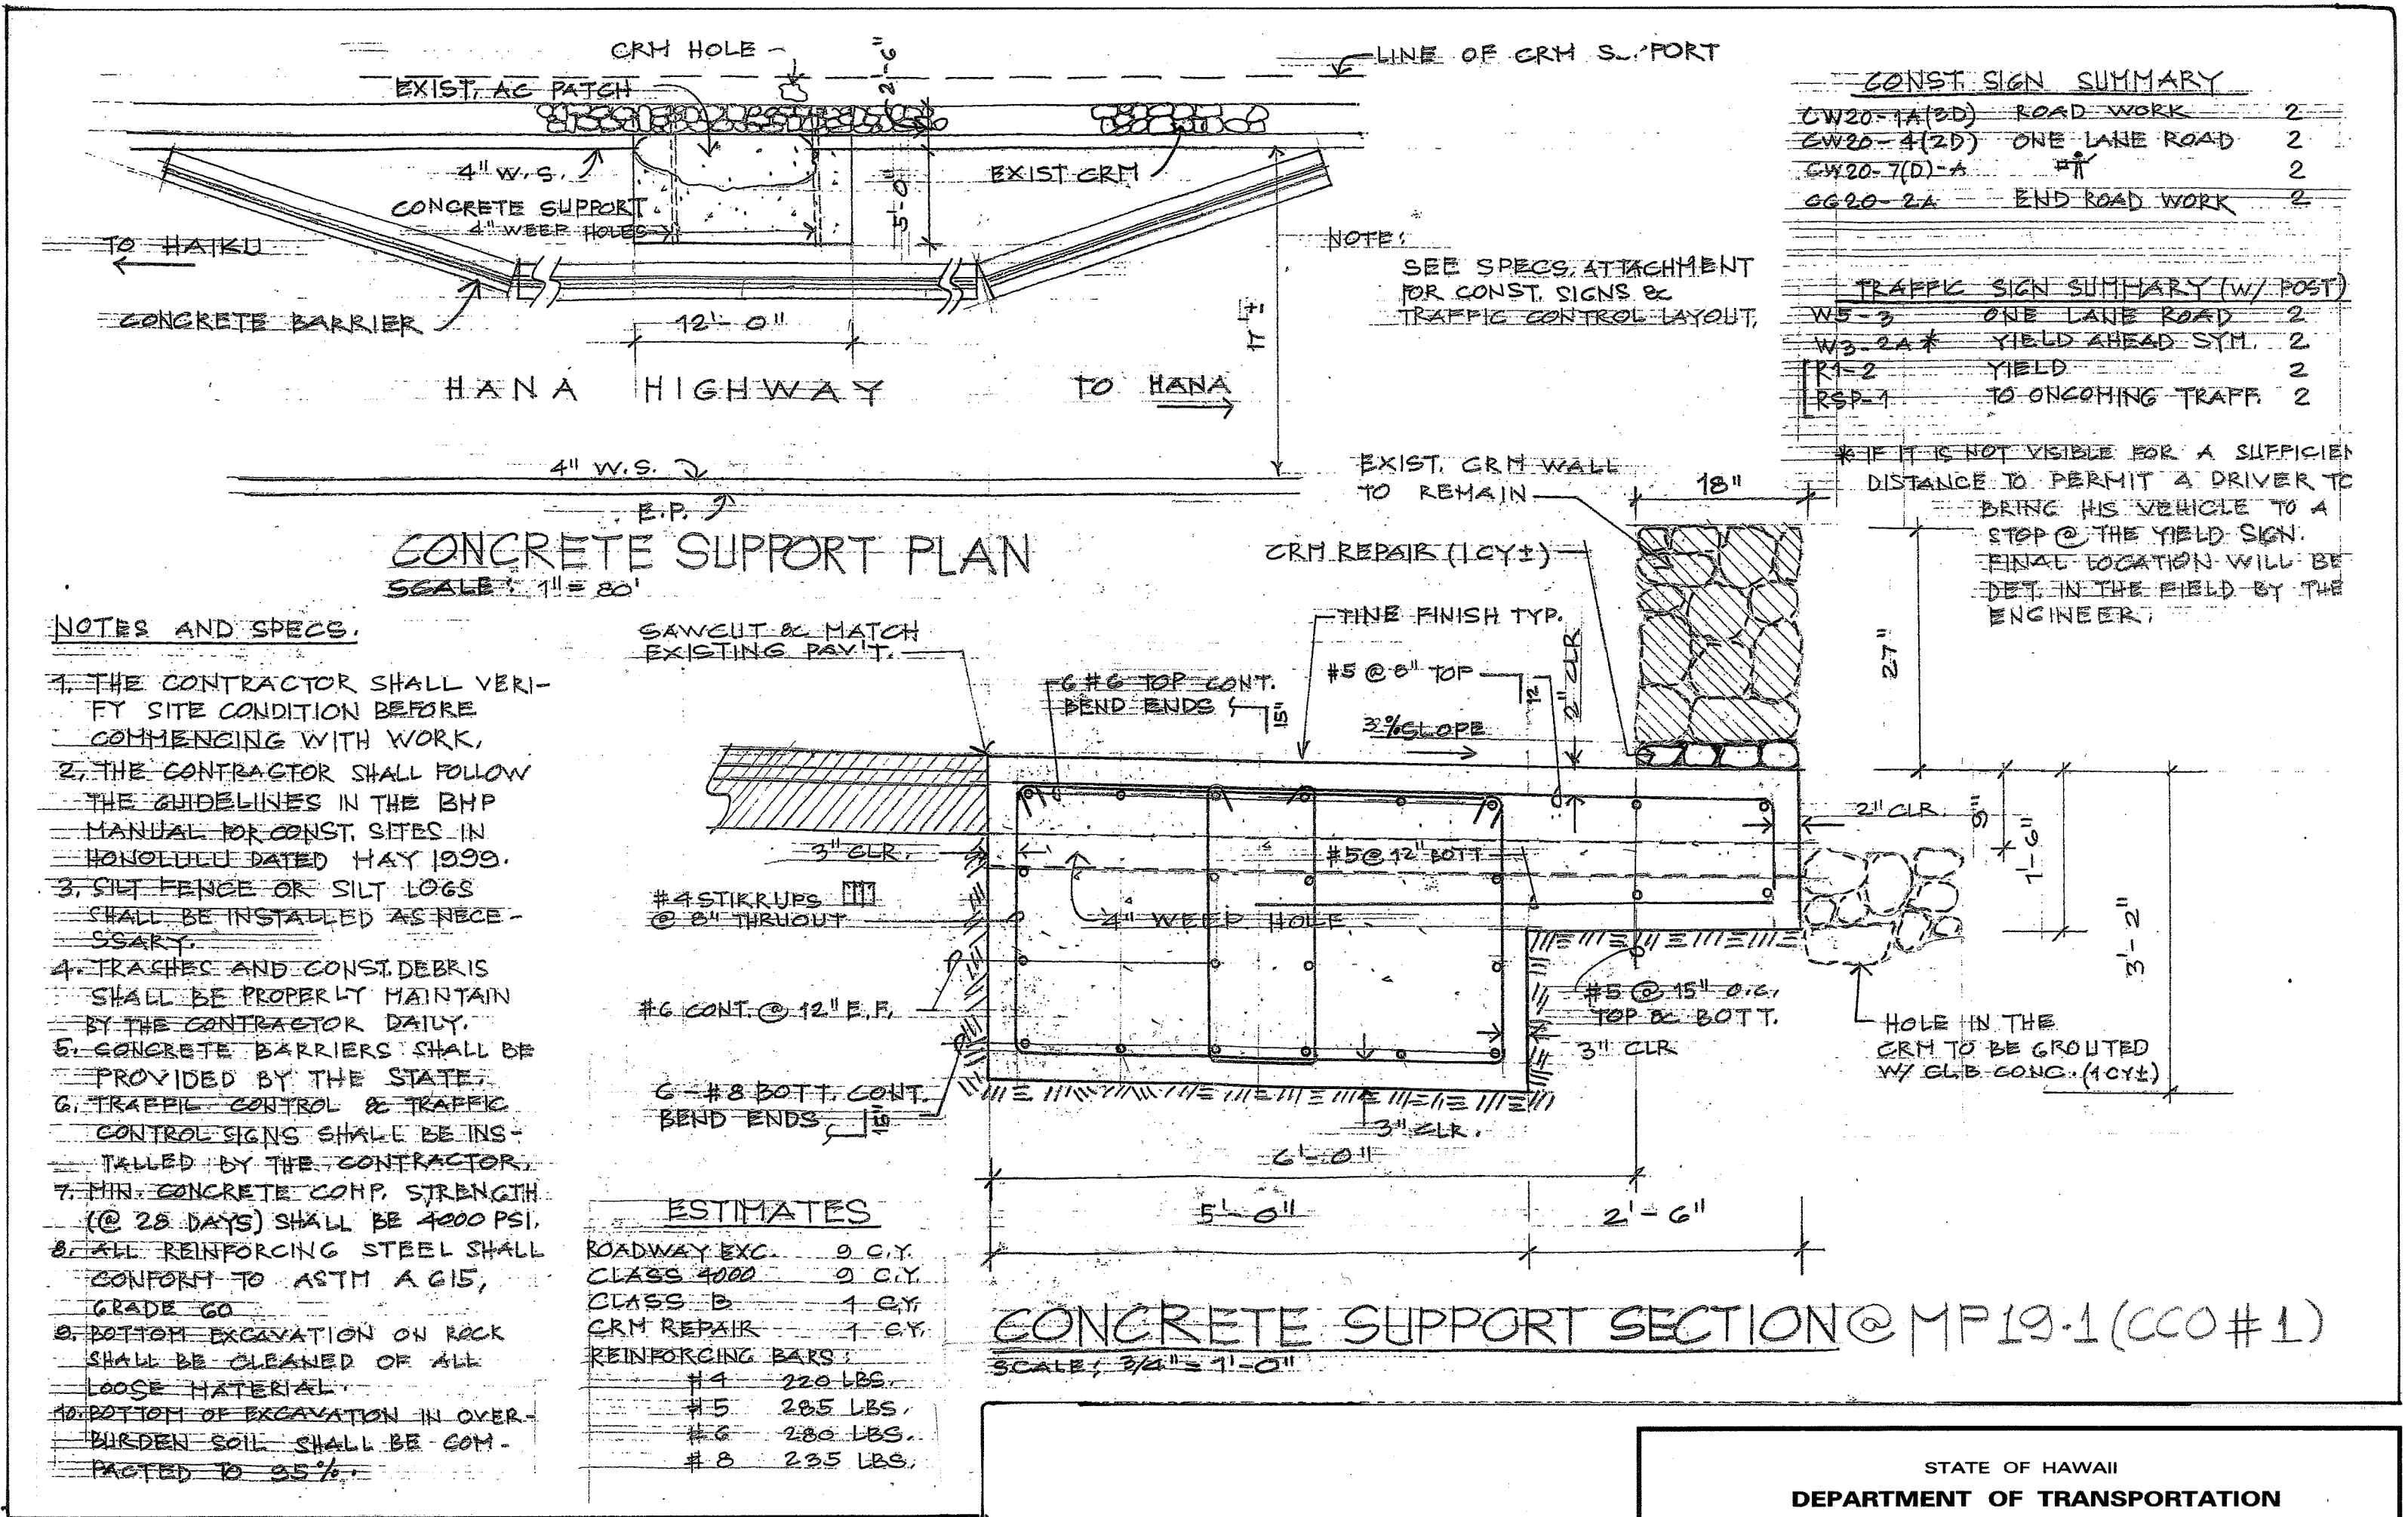 CRM HOLE
2'-6"
LINE OF CRM S PORT
EXIST. AC PATCH
4" W.S.
EXIST CRM
CONCRETE SUPPORT
4" WEEP HOLES
5'-0"
TO HAIKU
CONCRETE BARRIER
12'-0"
17'±
HANA HIGHWAY
TO HANA
4" W.S.
E.P.
CONCRETE SUPPORT PLAN
SCALE: 1" = 80'
NOTE:
SEE SPECS. ATTACHMENT
FOR CONST. SIGNS &
TRAFFIC CONTROL LAYOUT.
CONST. SIGN SUMMARY
CW20-1A(3D) ROAD WORK 2
CW20-4(2D) ONE LANE ROAD 2
CW20-7(D)-A 2
CG20-2A END ROAD WORK 2
TRAFFIC SIGN SUMMARY (W/ POST)
W5-3 ONE LANE ROAD 2
W3-2A* YIELD AHEAD SYM. 2
R1-2 YIELD 2
RSP-1 TO ONCOMING TRAFF. 2
* IF IT IS NOT VISIBLE FOR A SUFFICIEN
DISTANCE TO PERMIT A DRIVER TO
BRING HIS VEHICLE TO A
STOP @ THE YIELD SIGN.
FINAL LOCATION WILL BE
DET. IN THE FIELD BY THE
ENGINEER.
NOTES AND SPECS.
1. THE CONTRACTOR SHALL VERI-
FY SITE CONDITION BEFORE
COMMENCING WITH WORK.
2. THE CONTRACTOR SHALL FOLLOW
THE GUIDELINES IN THE BMP
MANUAL FOR CONST. SITES IN
HONOLULU DATED MAY 1999.
3. SILT FENCE OR SILT LOGS
SHALL BE INSTALLED AS NECE-
SSARY.
4. TRASHES AND CONST. DEBRIS
SHALL BE PROPERLY MAINTAIN
BY THE CONTRACTOR DAILY.
5. CONCRETE BARRIERS SHALL BE
PROVIDED BY THE STATE.
6. TRAFFIC CONTROL & TRAFFIC
CONTROL SIGNS SHALL BE INS-
TALLED BY THE CONTRACTOR.
7. MIN. CONCRETE COMP. STRENGTH
(@ 28 DAYS) SHALL BE 4000 PSI.
8. ALL REINFORCING STEEL SHALL
CONFORM TO ASTM A 615,
GRADE 60
9. BOTTOM EXCAVATION ON ROCK
SHALL BE CLEANED OF ALL
LOOSE MATERIAL.
10. BOTTOM OF EXCAVATION IN OVER-
BURDEN SOIL SHALL BE COM-
PACTED TO 95%.
SAWCUT & MATCH
EXISTING PAV'T.
6 #6 TOP CONT.
BEND ENDS 15"
TINE FINISH TYP.
#5 @ 8" TOP 12
2" CLR
3% SLOPE
EXIST. CRM WALL
TO REMAIN
18"
CRM REPAIR (1 CY±)
27"
3" CLR.
#4 STIRRUPS
@ 8" THRUOUT
4" WEEP HOLE
#5 @ 12" BOTT
2" CLR.
9"
1'-6"
3'-2"
#6 CONT. @ 12" E.F.
6-#8 BOTT. CONT.
BEND ENDS 15"
#5 @ 15" O.C.
TOP & BOTT.
3" CLR
3" CLR.
HOLE IN THE
CRM TO BE GROUTED
W/ CL.B CONC. (1 CY±)
6'-0"
5'-0"
2'-6"
ESTIMATES
ROADWAY EXC. 9 C.Y.
CLASS 4000 9 C.Y.
CLASS B 1 C.Y.
CRM REPAIR 1 C.Y.
REINFORCING BARS:
#4 220 LBS.
#5 285 LBS.
#6 280 LBS.
#8 235 LBS.
CONCRETE SUPPORT SECTION @ MP 19.1 (CCO #1)
SCALE: 3/4" = 1'-0"
STATE OF HAWAII
DEPARTMENT OF TRANSPORTATION